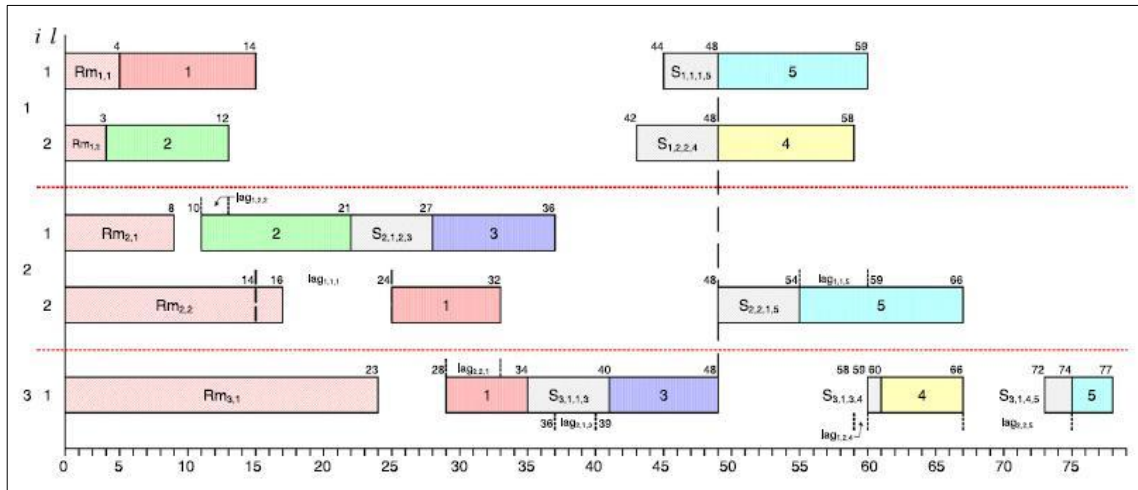 i l
4 14 44 48 59
1 Rm1,1 1 S1,1,1,5 5
1
3 12 42 48 58
2 Rm1,2 2 S1,2,2,4 4
8 10 lag1,2,2 21 27 36
1 Rm2,1 2 S2,1,2,3 3
2
14 16 lag1,1,1 24 32 48 54 lag1,1,5 59 66
2 Rm2,2 1 S2,2,1,5 5
23 28 lag2,2,1 34 40 48 58 59 60 66 72 74 77
3 1 Rm3,1 1 S3,1,1,3 3 S3,1,3,4 4 S3,1,4,5 5
36 lag2,1,3 39 lag1,2,4 lag2,2,5
0 5 10 15 20 25 30 35 40 45 50 55 60 65 70 75